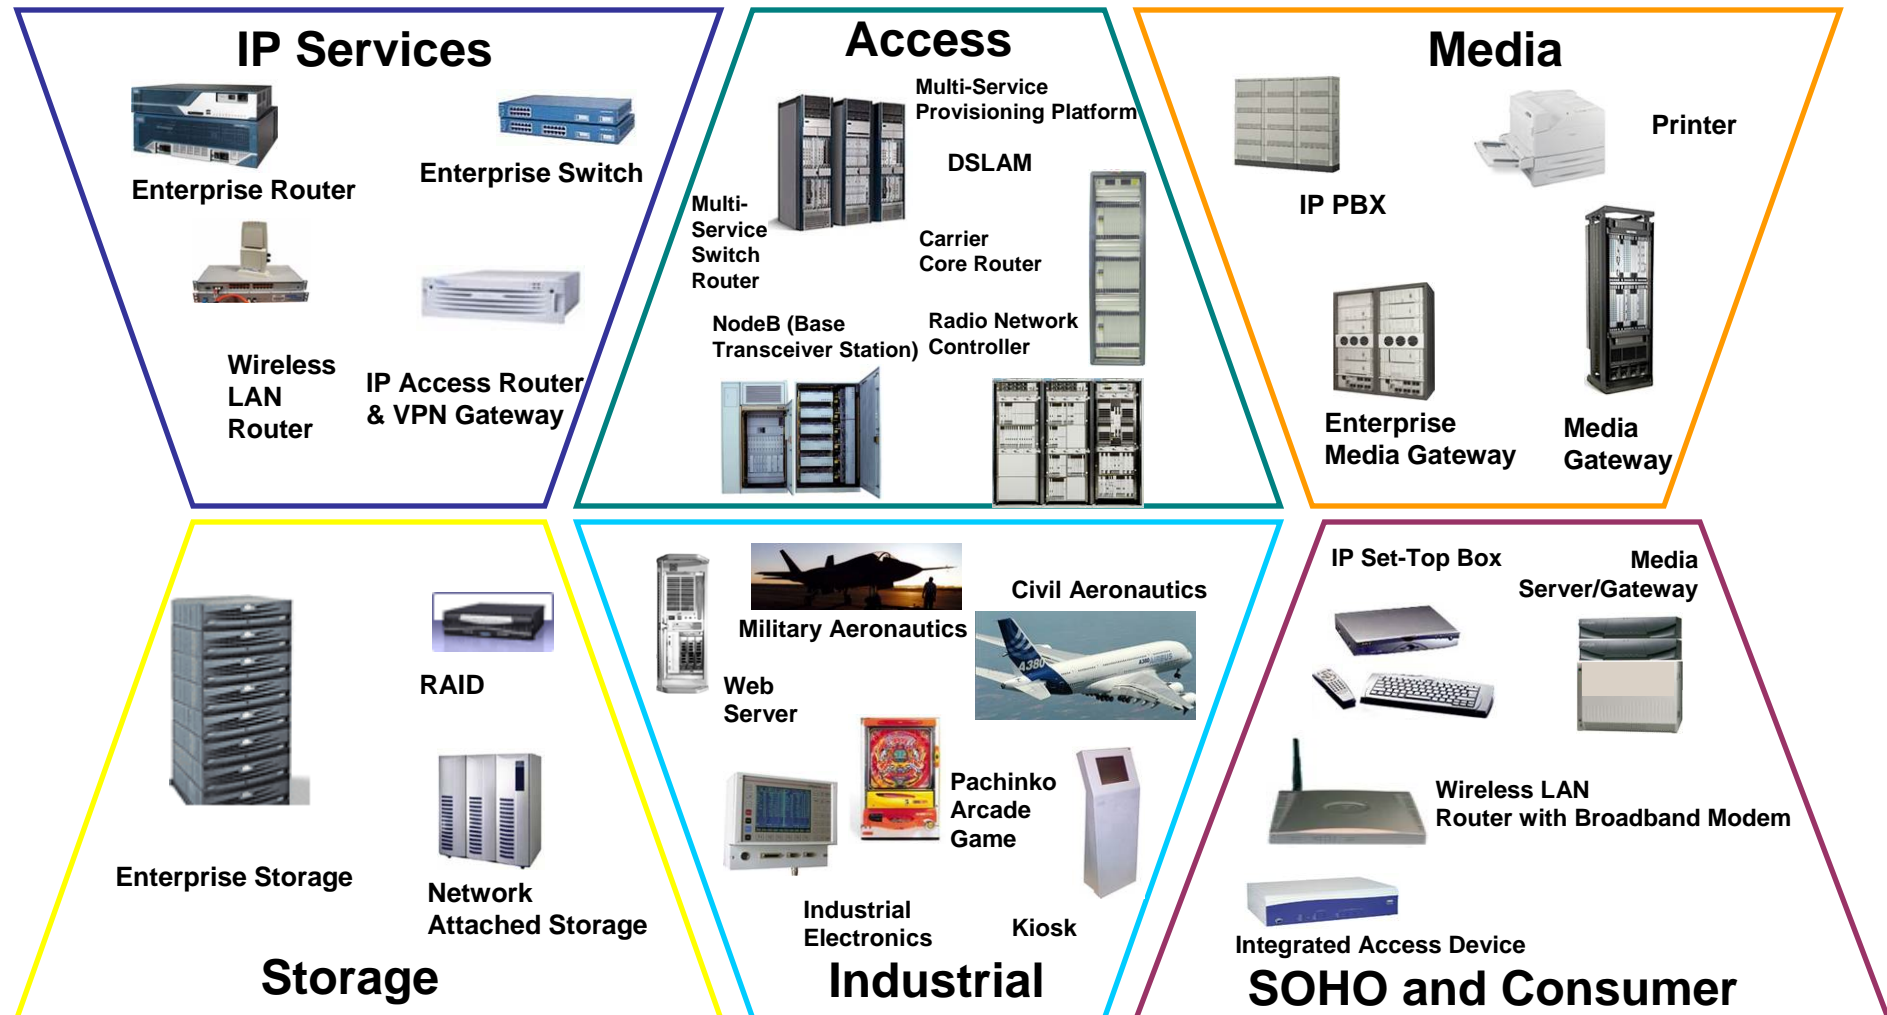 IP Services
Enterprise Router
Enterprise Switch
Wireless
LAN
Router
IP Access Router
& VPN Gateway
Access
Multi-Service
Provisioning Platform
DSLAM
Multi-
Service
Switch
Router
Carrier
Core Router
NodeB (Base
Transceiver Station)
Radio Network
Controller
Media
IP PBX
Printer
Enterprise
Media Gateway
Media
Gateway
RAID
Enterprise Storage
Network
Attached Storage
Storage
Military Aeronautics
Civil Aeronautics
A380
A380 AIRBUS
Web
Server
Pachinko
Arcade
Game
Industrial
Electronics
Kiosk
Industrial
IP Set-Top Box
Media
Server/Gateway
Wireless LAN
Router with Broadband Modem
Integrated Access Device
SOHO and Consumer